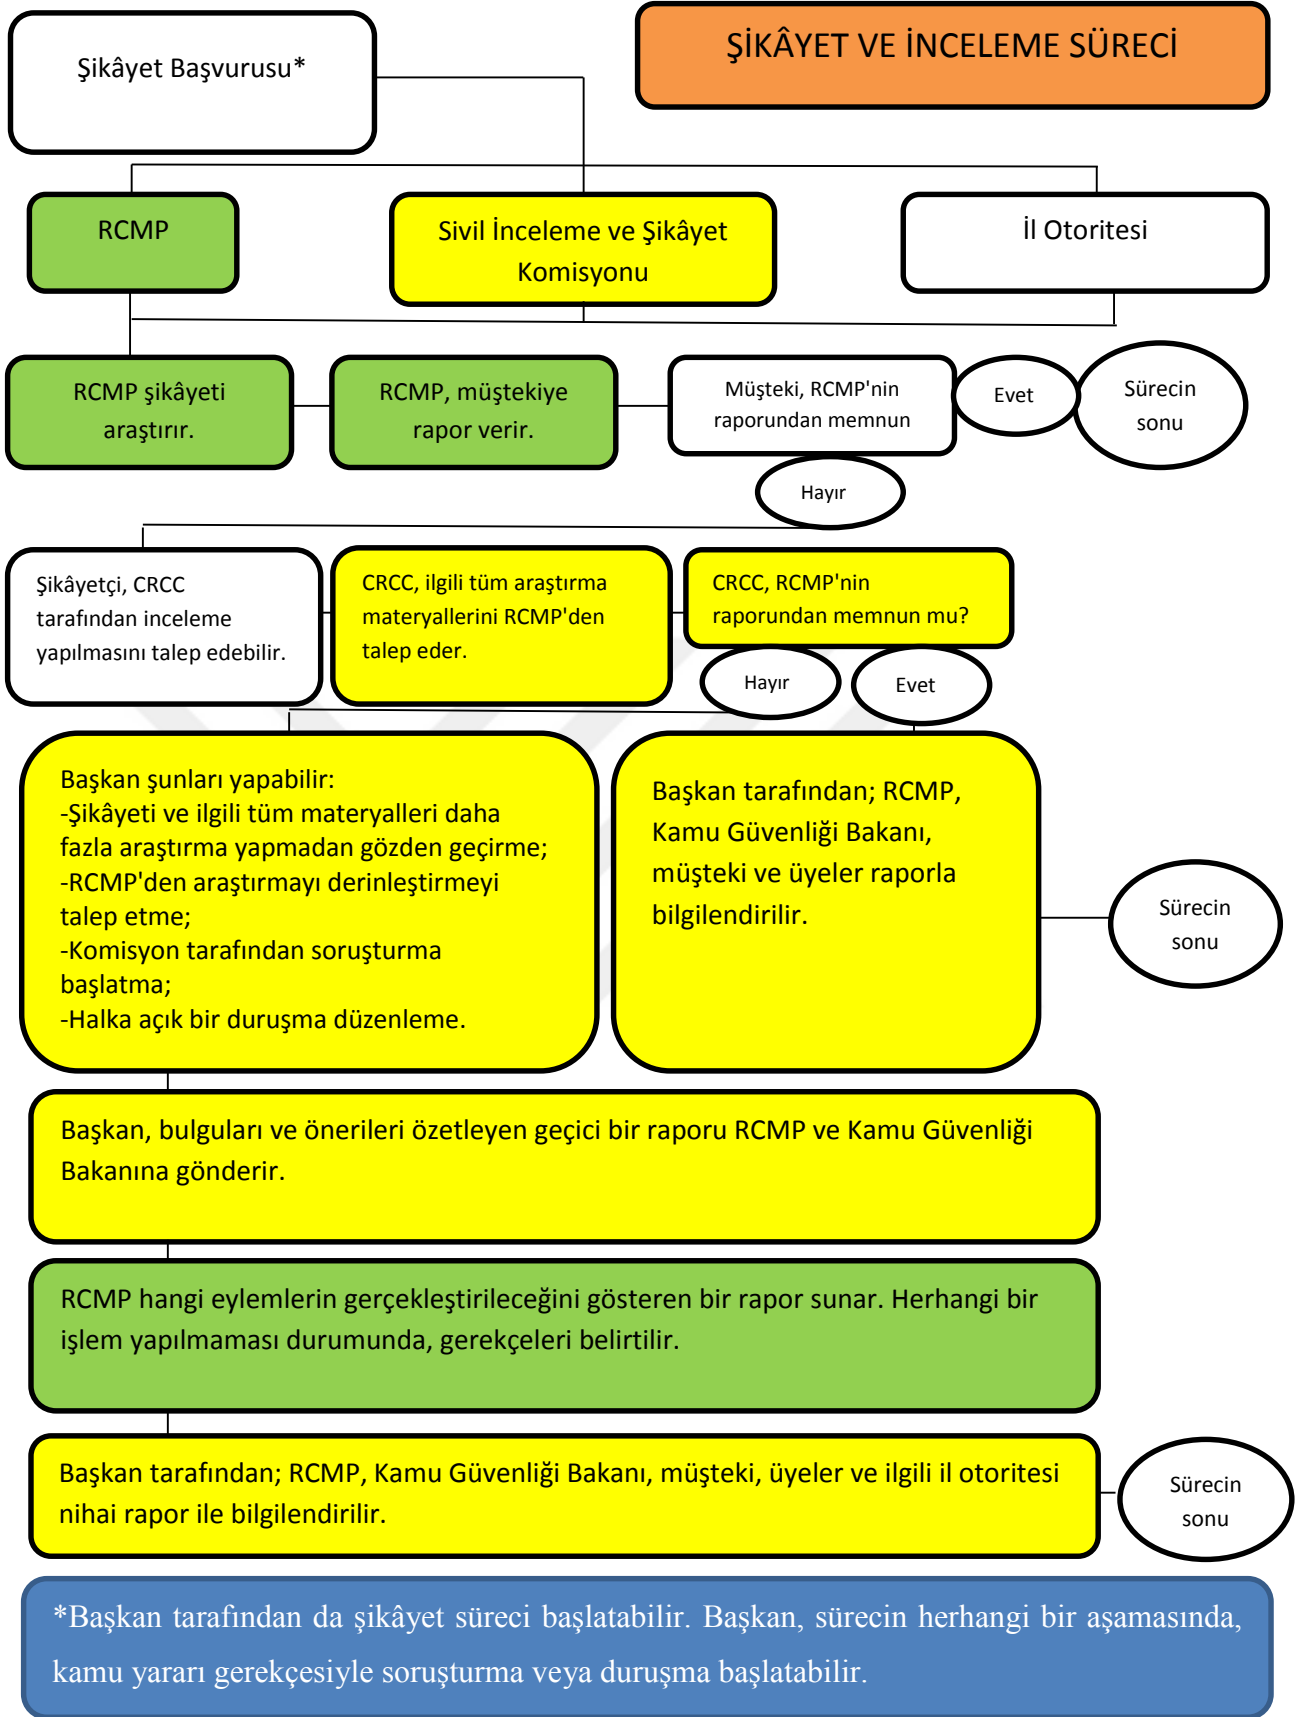 ŞİKÂYET VE İNCELEME SÜRECİ
Şikâyet Başvurusu*
RCMP
Sivil İnceleme ve Şikâyet
Komisyonu
İl Otoritesi
RCMP şikâyeti
araştırır.
RCMP, müştekiye
rapor verir.
Müşteki, RCMP'nin
raporundan memnun
Evet
Sürecin
sonu
Hayır
Şikâyetçi, CRCC
tarafından inceleme
yapılmasını talep edebilir.
CRCC, ilgili tüm araştırma
materyallerini RCMP'den
talep eder.
CRCC, RCMP'nin
raporundan memnun mu?
Hayır
Evet
Başkan şunları yapabilir:
-Şikâyeti ve ilgili tüm materyalleri daha
fazla araştırma yapmadan gözden geçirme;
-RCMP'den araştırmayı derinleştirmeyi
talep etme;
-Komisyon tarafından soruşturma
başlatma;
-Halka açık bir duruşma düzenleme.
Başkan tarafından; RCMP,
Kamu Güvenliği Bakanı,
müşteki ve üyeler raporla
bilgilendirilir.
Sürecin
sonu
Başkan, bulguları ve önerileri özetleyen geçici bir raporu RCMP ve Kamu Güvenliği
Bakanına gönderir.
RCMP hangi eylemlerin gerçekleştirileceğini gösteren bir rapor sunar. Herhangi bir
işlem yapılmaması durumunda, gerekçeleri belirtilir.
Başkan tarafından; RCMP, Kamu Güvenliği Bakanı, müşteki, üyeler ve ilgili il otoritesi
nihai rapor ile bilgilendirilir.
Sürecin
sonu
*Başkan tarafından da şikâyet süreci başlatabilir. Başkan, sürecin herhangi bir aşamasında,
kamu yararı gerekçesiyle soruşturma veya duruşma başlatabilir.